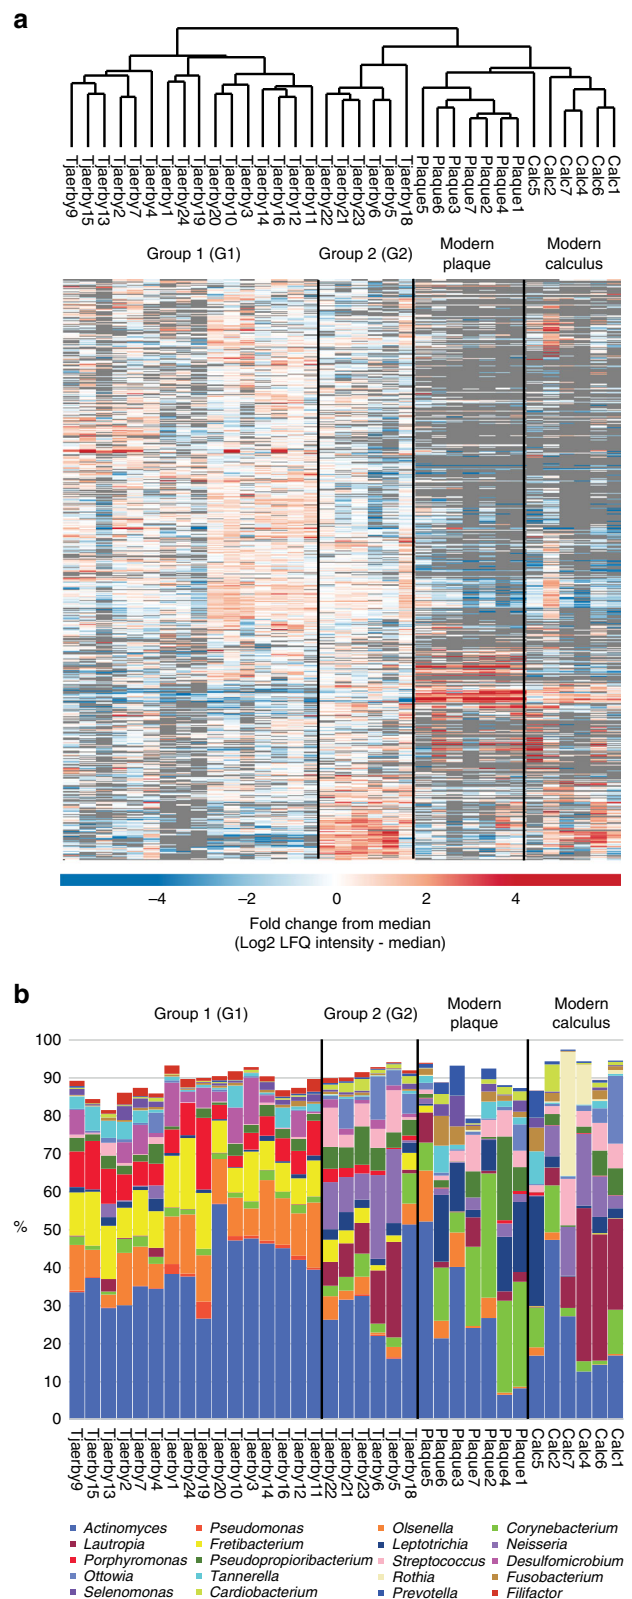 a
Tjaerby9
Tjaerby15
Tjaerby13
Tjaerby2
Tjaerby7
Tjaerby4
Tjaerby1
Tjaerby24
Tjaerby19
Tjaerby20
Tjaerby10
Tjaerby3
Tjaerby14
Tjaerby16
Tjaerby12
Tjaerby11
Tjaerby22
Tjaerby21
Tjaerby23
Tjaerby6
Tjaerby5
Tjaerby18
Plaque5
Plaque6
Plaque3
Plaque7
Plaque2
Plaque4
Plaque1
Calc5
Calc2
Calc7
Calc4
Calc6
Calc1
Group 1 (G1)
Group 2 (G2)
Modern
plaque
Modern
calculus
–4 –2 0 2 4
Fold change from median
(Log2 LFQ intensity - median)
b
Group 1 (G1)
Group 2 (G2)
Modern
plaque
Modern
calculus
100
90
80
70
60
50
%
40
30
20
10
0
Tjaerby9
Tjaerby15
Tjaerby13
Tjaerby2
Tjaerby7
Tjaerby4
Tjaerby1
Tjaerby24
Tjaerby19
Tjaerby20
Tjaerby10
Tjaerby3
Tjaerby14
Tjaerby16
Tjaerby12
Tjaerby11
Tjaerby22
Tjaerby21
Tjaerby23
Tjaerby6
Tjaerby5
Tjaerby18
Plaque5
Plaque6
Plaque3
Plaque7
Plaque2
Plaque4
Plaque1
Calc5
Calc2
Calc7
Calc4
Calc6
Calc1
Actinomyces Pseudomonas Olsenella Corynebacterium
Lautropia Fretibacterium Leptotrichia Neisseria
Porphyromonas Pseudopropioribacterium Streptococcus Desulfomicrobium
Ottowia Tannerella Rothia Fusobacterium
Selenomonas Cardiobacterium Prevotella Filifactor